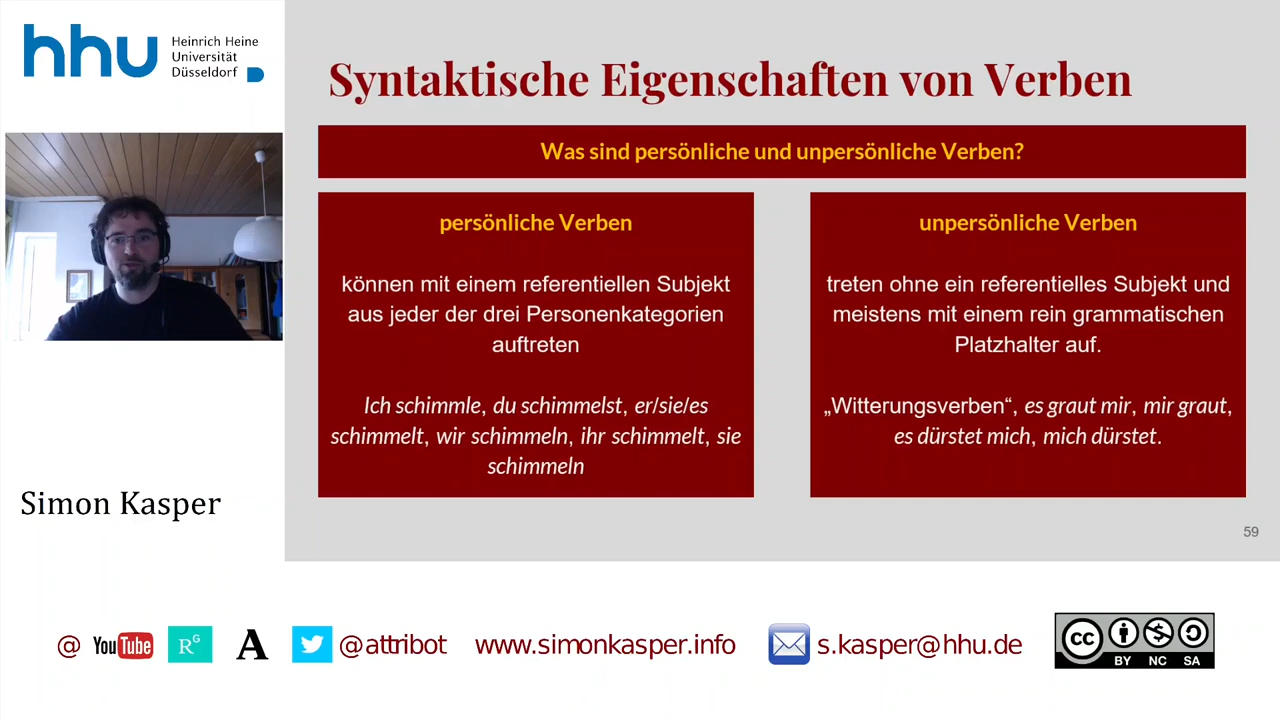 hhu
Heinrich Heine
Universität
Düsseldorf
Syntaktische Eigenschaften von Verben
Was sind persönliche und unpersönliche Verben?
persönliche Verben
können mit einem referentiellen Subjekt
aus jeder der drei Personenkategorien
auftreten
Ich schimmle, du schimmelst, er/sie/es
schimmelt, wir schimmeln, ihr schimmelt, sie
schimmeln
unpersönliche Verben
treten ohne ein referentielles Subjekt und
meistens mit einem rein grammatischen
Platzhalter auf.
„Witterungsverben“, es graut mir, mir graut,
es dürstet mich, mich dürstet.
Simon Kasper
59
@ YouTube RG A @attribot www.simonkasper.info s.kasper@hhu.de
cc BY NC SA